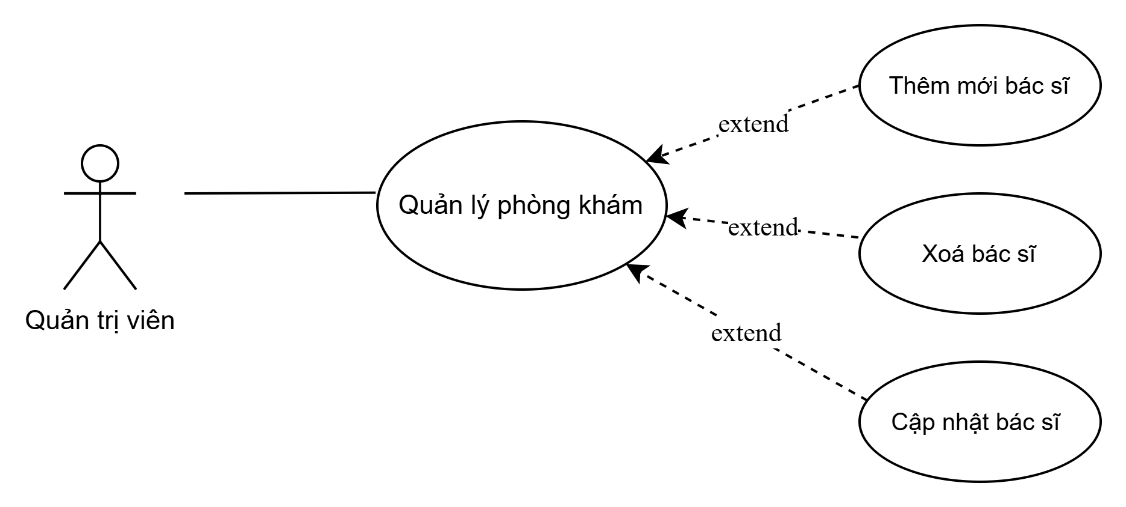 Thêm mới bác sĩ
extend
Quản lý phòng khám
extend
Xoá bác sĩ
Quản trị viên
extend
Cập nhật bác sĩ